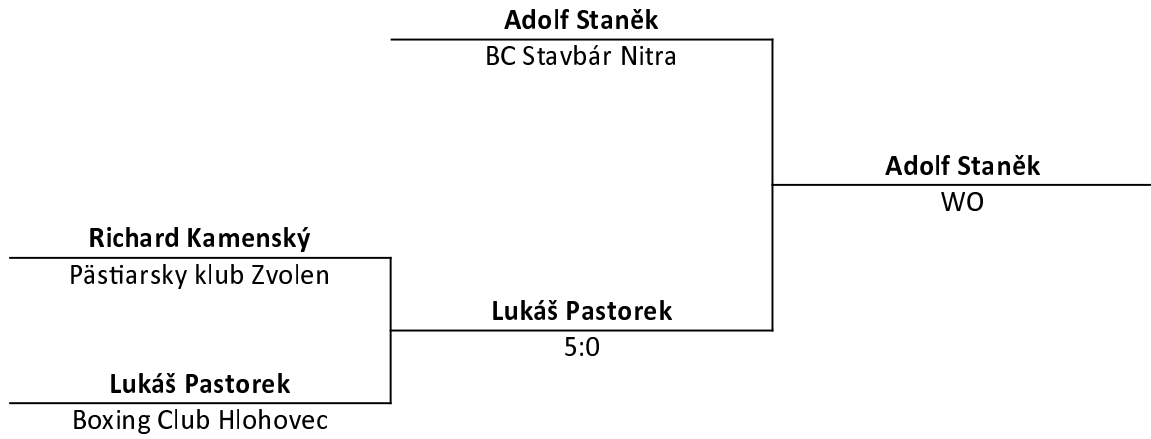 Adolf Staněk
BC Stavbár Nitra
Adolf Staněk
WO
Richard Kamenský
Pästiarsky klub Zvolen
Lukáš Pastorek
5:0
Lukáš Pastorek
Boxing Club Hlohovec